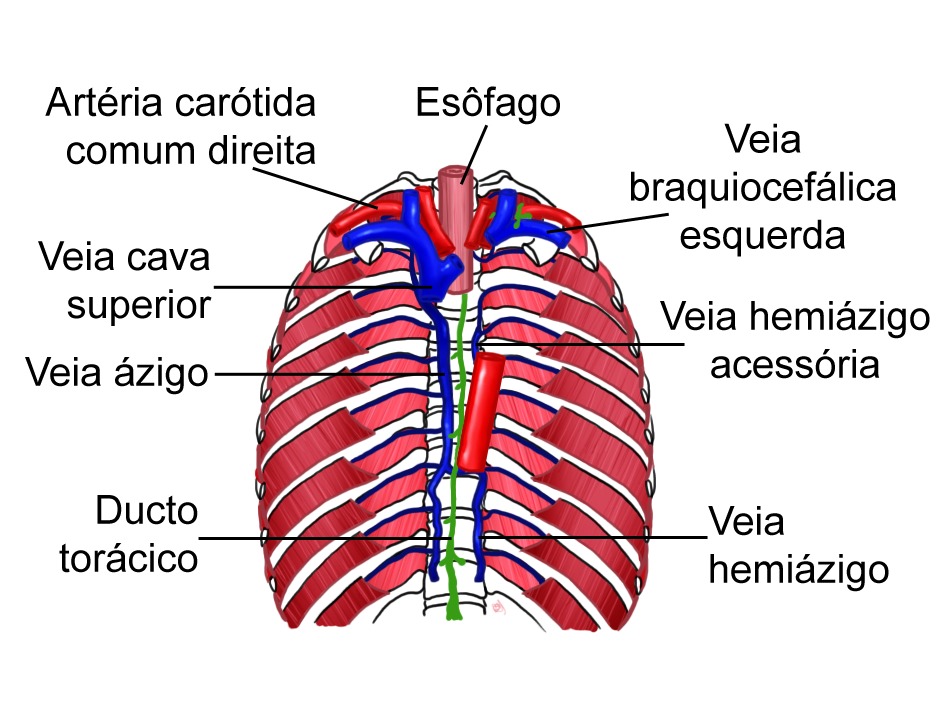 Artéria carótida
comum direita
Esôfago
Veia
braquiocefálica
esquerda
Veia cava
superior
Veia hemiázigo
acessória
Veia ázigo
Ducto
torácico
Veia
hemiázigo